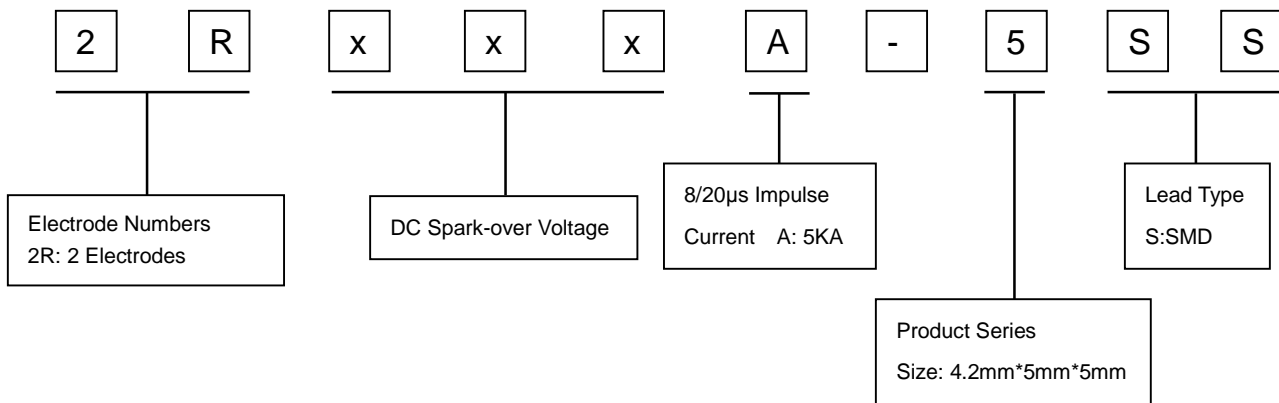 2 R x x x A - 5 S S
Electrode Numbers
2R: 2 Electrodes
DC Spark-over Voltage
8/20µs Impulse
Current A: 5KA
Lead Type
S:SMD
Product Series
Size: 4.2mm*5mm*5mm